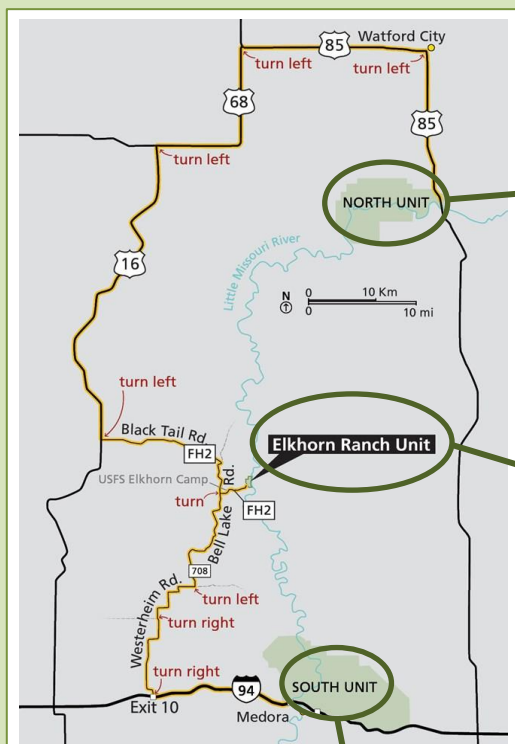 Watford City
85
turn left
turn left
68
85
turn left
NORTH UNIT
Little Missouri River
16
N
0 10 Km
0 10 mi
turn left
Black Tail Rd
FH2
Elkhorn Ranch Unit
USFS Elkhorn Camp
turn
FH2
Bell Lake Rd.
708
Westerheim Rd.
turn left
turn right
turn right
94
SOUTH UNIT
Exit 10
Medora